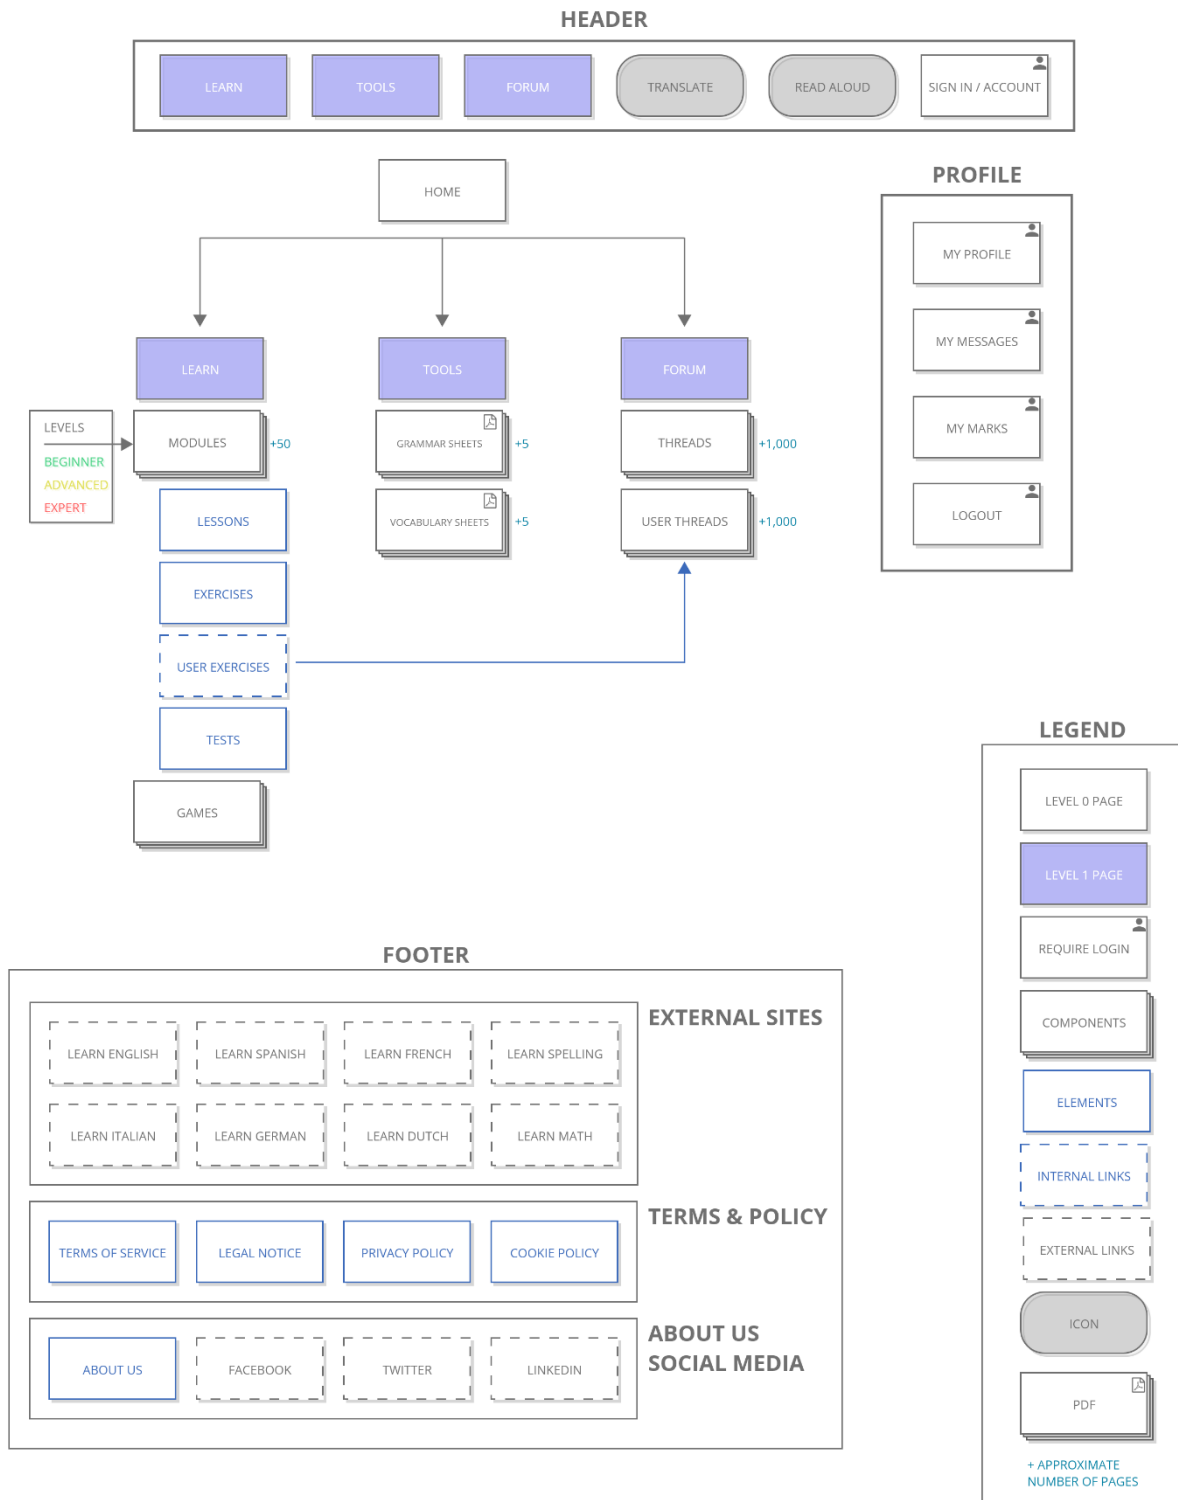 HEADER
LEARN
TOOLS
FORUM
TRANSLATE
READ ALOUD
SIGN IN / ACCOUNT
HOME
LEARN
TOOLS
FORUM
LEVELS
BEGINNER
ADVANCED
EXPERT
MODULES
+50
GRAMMAR SHEETS
+5
THREADS
+1,000
LESSONS
VOCABULARY SHEETS
+5
USER THREADS
+1,000
EXERCISES
USER EXERCISES
TESTS
GAMES
PROFILE
MY PROFILE
MY MESSAGES
MY MARKS
LOGOUT
LEGEND
LEVEL 0 PAGE
LEVEL 1 PAGE
REQUIRE LOGIN
COMPONENTS
ELEMENTS
INTERNAL LINKS
EXTERNAL LINKS
ICON
PDF
+ APPROXIMATE
NUMBER OF PAGES
FOOTER
EXTERNAL SITES
LEARN ENGLISH
LEARN SPANISH
LEARN FRENCH
LEARN SPELLING
LEARN ITALIAN
LEARN GERMAN
LEARN DUTCH
LEARN MATH
TERMS & POLICY
TERMS OF SERVICE
LEGAL NOTICE
PRIVACY POLICY
COOKIE POLICY
ABOUT US
SOCIAL MEDIA
ABOUT US
FACEBOOK
TWITTER
LINKEDIN